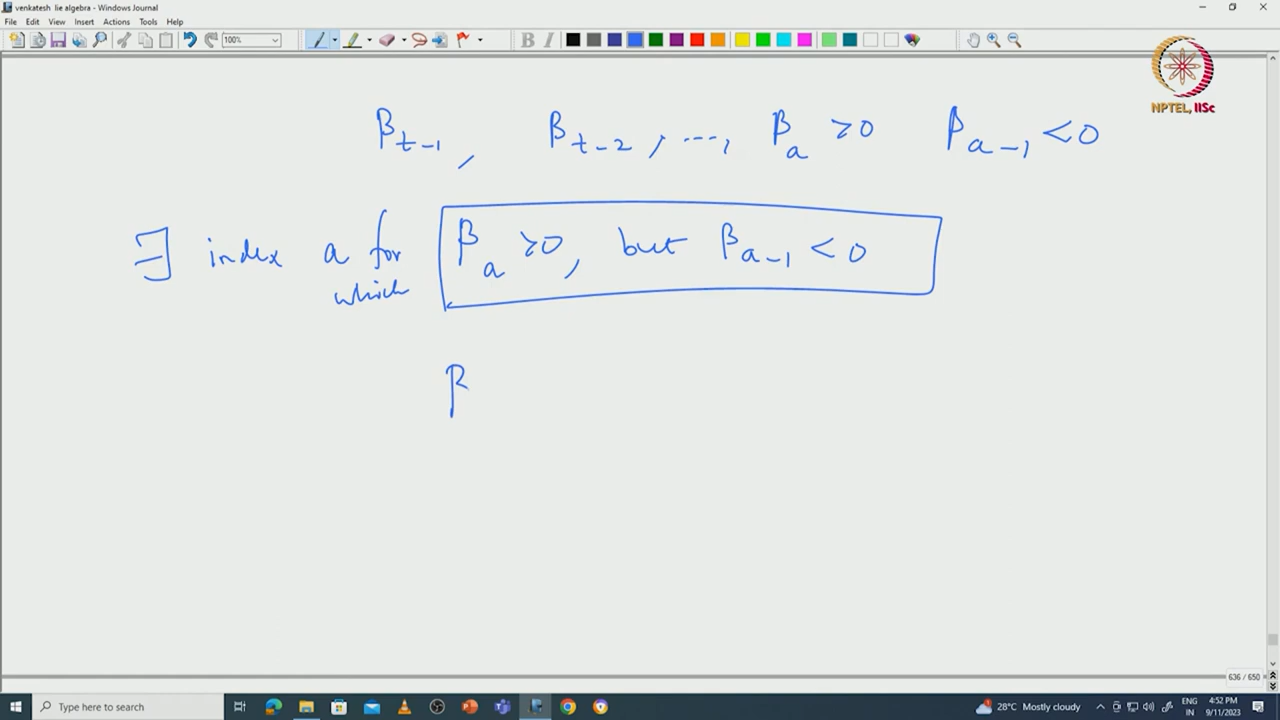 venkatesh lie algebra - Windows Journal
File Edit View Insert Actions Tools Help
100%
B I
NPTEL, IISc
β_{t-1}, β_{t-2}, ..., β_a > 0 β_{a-1} < 0
∃ index a for which β_a > 0, but β_{a-1} < 0
β
636 / 650
Type here to search
28°C Mostly cloudy
ENG
IN
4:52 PM
9/11/2023